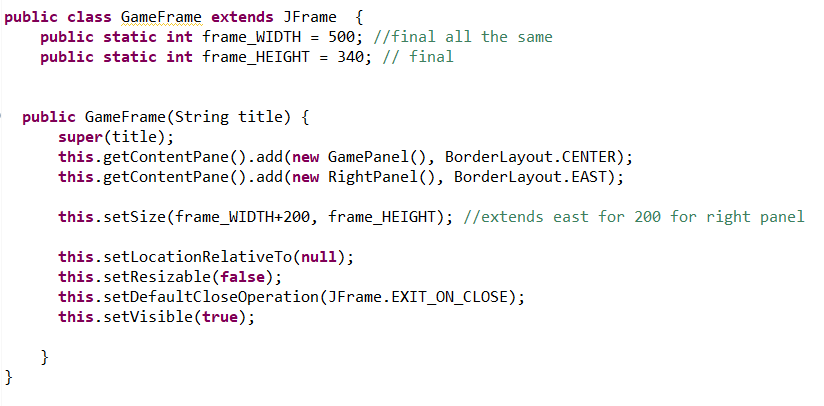 public class GameFrame extends JFrame  {
    public static int frame_WIDTH = 500; //final all the same
    public static int frame_HEIGHT = 340; // final
  public GameFrame(String title) {
      super(title);
      this.getContentPane().add(new GamePanel(), BorderLayout.CENTER);
      this.getContentPane().add(new RightPanel(), BorderLayout.EAST);
      this.setSize(frame_WIDTH+200, frame_HEIGHT); //extends east for 200 for right panel
      this.setLocationRelativeTo(null);
      this.setResizable(false);
      this.setDefaultCloseOperation(JFrame.EXIT_ON_CLOSE);
      this.setVisible(true);
    }
}